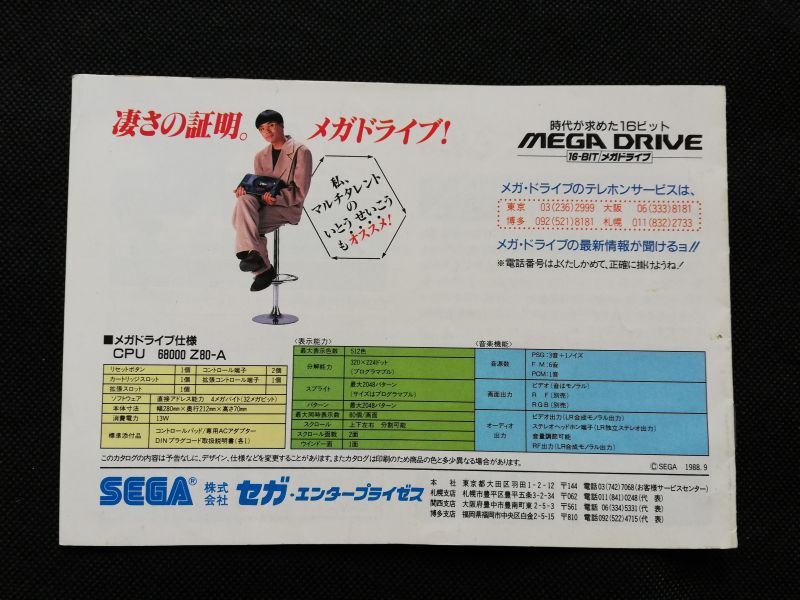 凄さの証明。
メガドライブ!
私、
マルチタレント
の
いとうせいこう
もオススメ!
時代が求めた16ビット
MEGA DRIVE
16-BIT メガドライブ
メガ・ドライブのテレホンサービスは、
東京 03(236)2999 大阪 06(333)8181
博多 092(521)8181 札幌 011(832)2733
メガ・ドライブの最新情報が聞けるョ!!
※電話番号はよくたしかめて、正確に掛けようね!
■メガドライブ仕様
CPU 68000 Z80-A
リセットボタン 1個 コントロール端子 2個
カートリッジスロット 1個 拡張コントロール端子 1個
拡張スロット 1個
ソフトウェア 直接アドレス能力 4メガバイト(32メガビット)
本体寸法 幅280mm×奥行212mm×高さ70mm
消費電力 13W
標準添付品 コントロールパッド/専用ACアダプター
DINプラグコード取扱説明書(各1)
〈表示能力〉
最大表示色数 512色
分解能力 320×224ドット
(プログラマブル)
スプライト 最大2048パターン
(サイズはプログラマブル)
パターン 最大2048パターン
最大同時表示数 80個/画面
スクロール 上下左右 分割可能
スクロール面数 2面
ウインドー面 1面
〈音楽機能〉
音源数 PSG:3音+1ノイズ
FM:6音
PCM:1音
画面出力 ビデオ(音はモノラル)
RF(別売)
RGB(別売)
オーディオ出力 ビデオ出力(LR合成モノラル出力)
ステレオヘッドホン端子(LR独立ステレオ出力)
音量調節可能
RF出力(LR合成モノラル出力)
このカタログの内容は予告なしに、デザイン、仕様などを変更することがあります。またカタログは印刷のため商品の色と多少異なる場合があります。
©SEGA 1988.9
SEGA® 株式会社 セガ・エンタープライゼス
本社 東京都大田区羽田1-2-12 〒144 電話03(742)7068(お客様サービスセンター)
札幌支店 札幌市豊平区豊平五条3-2-34 〒062 電話011(841)0248(代表)
関西支店 大阪府豊中市豊南町東2-5-3 〒561 電話06(334)5331(代表)
博多支店 福岡県福岡市中央区白金2-5-15 〒810 電話092(522)4715(代表)